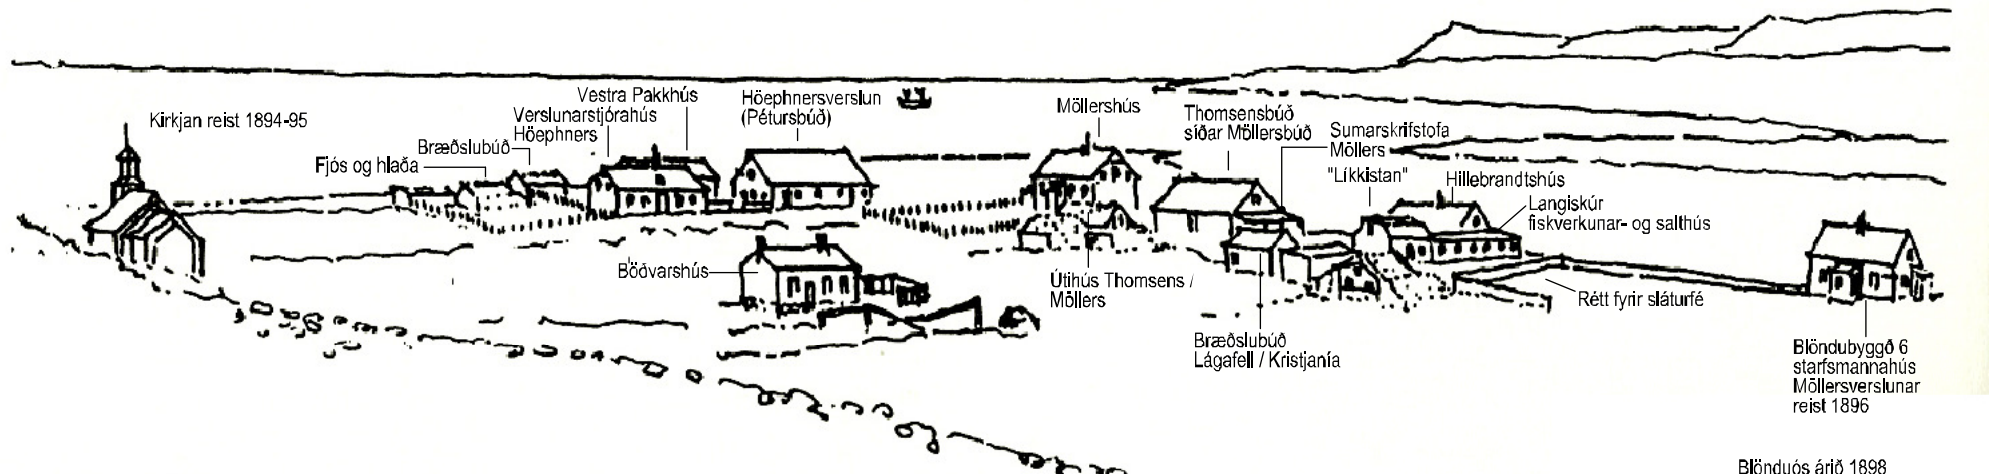 Kirkjan reist 1894-95
Fjós og hlaða
Bræðslubúð
Verslunarstjórahús
Höephners
Vestra Pakkhús
Höephnersverslun
(Pétursbúð)
Böðvarshús
Möllershús
Útihús Thomsens /
Möllers
Thomsensbúð
síðar Möllersbúð
Bræðslubúð
Lágafell / Kristjanía
Sumarskrifstofa
Möllers
"Líkkistan"
Hillebrandtshús
Langiskúr
fiskverkunar- og salthús
Rétt fyrir sláturfé
Blöndubyggð 6
starfsmannahús
Möllersverslunar
reist 1896
Blönduós árið 1898